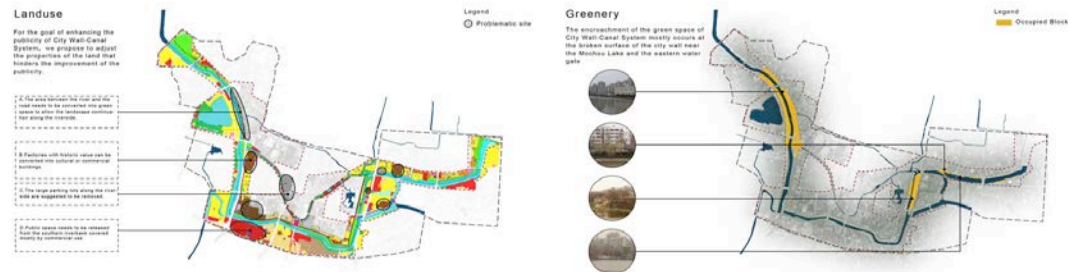 Landuse
For the goal of enhancing the
publicity of City Wall-Canal
System, we propose to adjust
the properties of the land that
hinders the improvement of the
publicity.
Legend
Problematic site
A.The area between the river and the
road needs to be converted into green
space to allow the landscape continua
tion along the riverside.
B.Factories with historic value can be
converted into cultural or commercial
buildings.
C.The large parking lots along the river
side are suggested to be removed.
D.Public space needs to be released
from the southern riverbank covered
mostly by commercial use.
Greenery
The encroachment of the green space of
City Wall-Canal System mostly occurs at
the broken surface of the city wall near
the Mochou Lake and the eastern water
gate
Legend
Occupied Block